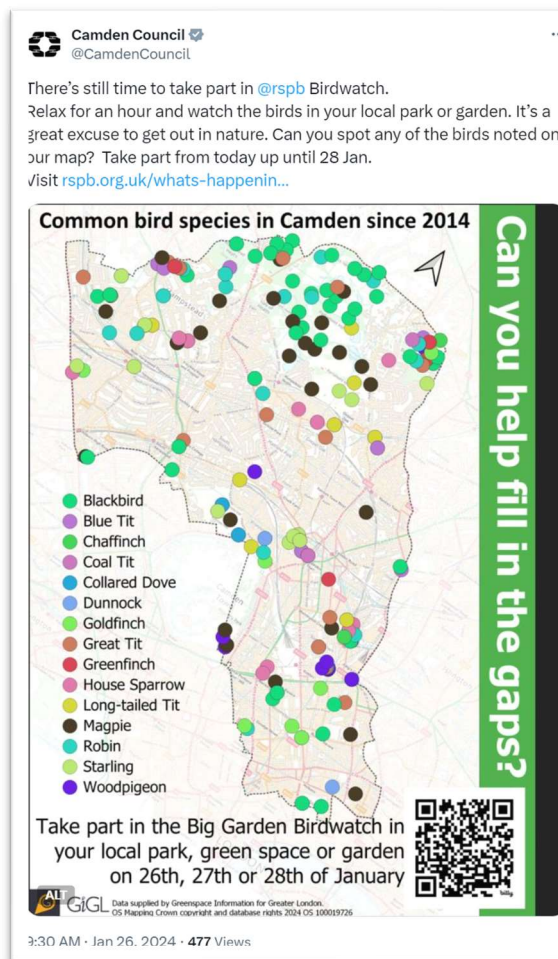 Camden Council
@CamdenCouncil
There's still time to take part in @rspb Birdwatch.
Relax for an hour and watch the birds in your local park or garden. It's a
great excuse to get out in nature. Can you spot any of the birds noted on
our map? Take part from today up until 28 Jan.
Visit rspb.org.uk/whats-happenin...
Common bird species in Camden since 2014
Can you help fill in the gaps?
Blackbird
Blue Tit
Chaffinch
Coal Tit
Collared Dove
Dunnock
Goldfinch
Great Tit
Greenfinch
House Sparrow
Long-tailed Tit
Magpie
Robin
Starling
Woodpigeon
Take part in the Big Garden Birdwatch in
your local park, green space or garden
on 26th, 27th or 28th of January
ALT
GiGL
Data supplied by Greenspace Information for Greater London.
OS Mapping Crown copyright and database rights 2024 OS 100019726
9:30 AM · Jan 26, 2024 · 477 Views